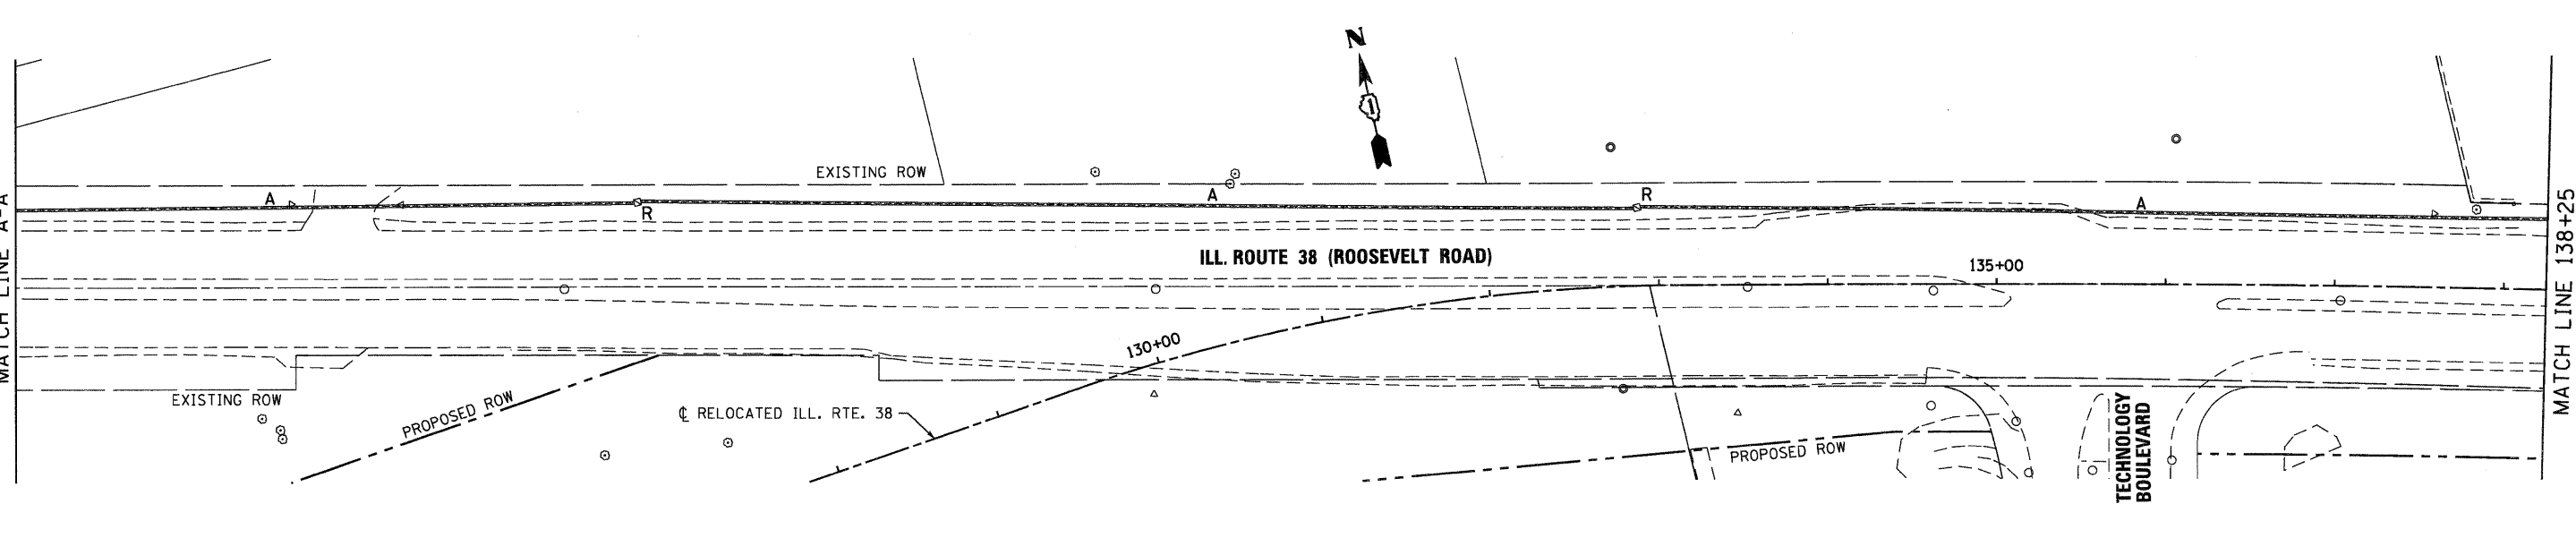 N
EXISTING ROW
A
R
A
R
A
MATCH LINE A-A
ILL. ROUTE 38 (ROOSEVELT ROAD)
135+00
MATCH LINE 138+25
130+00
EXISTING ROW
PROPOSED ROW
℄ RELOCATED ILL. RTE. 38
PROPOSED ROW
TECHNOLOGY
BOULEVARD